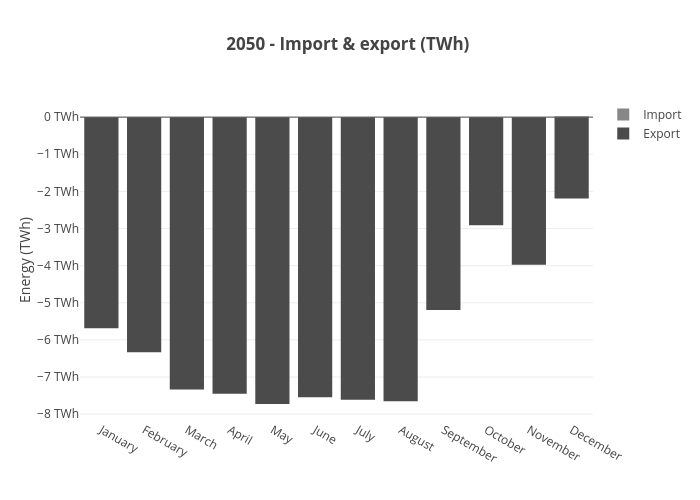 2050 - Import & export (TWh)
Import
Export
Energy (TWh)
0 TWh
−1 TWh
−2 TWh
−3 TWh
−4 TWh
−5 TWh
−6 TWh
−7 TWh
−8 TWh
January
February
March
April
May
June
July
August
September
October
November
December